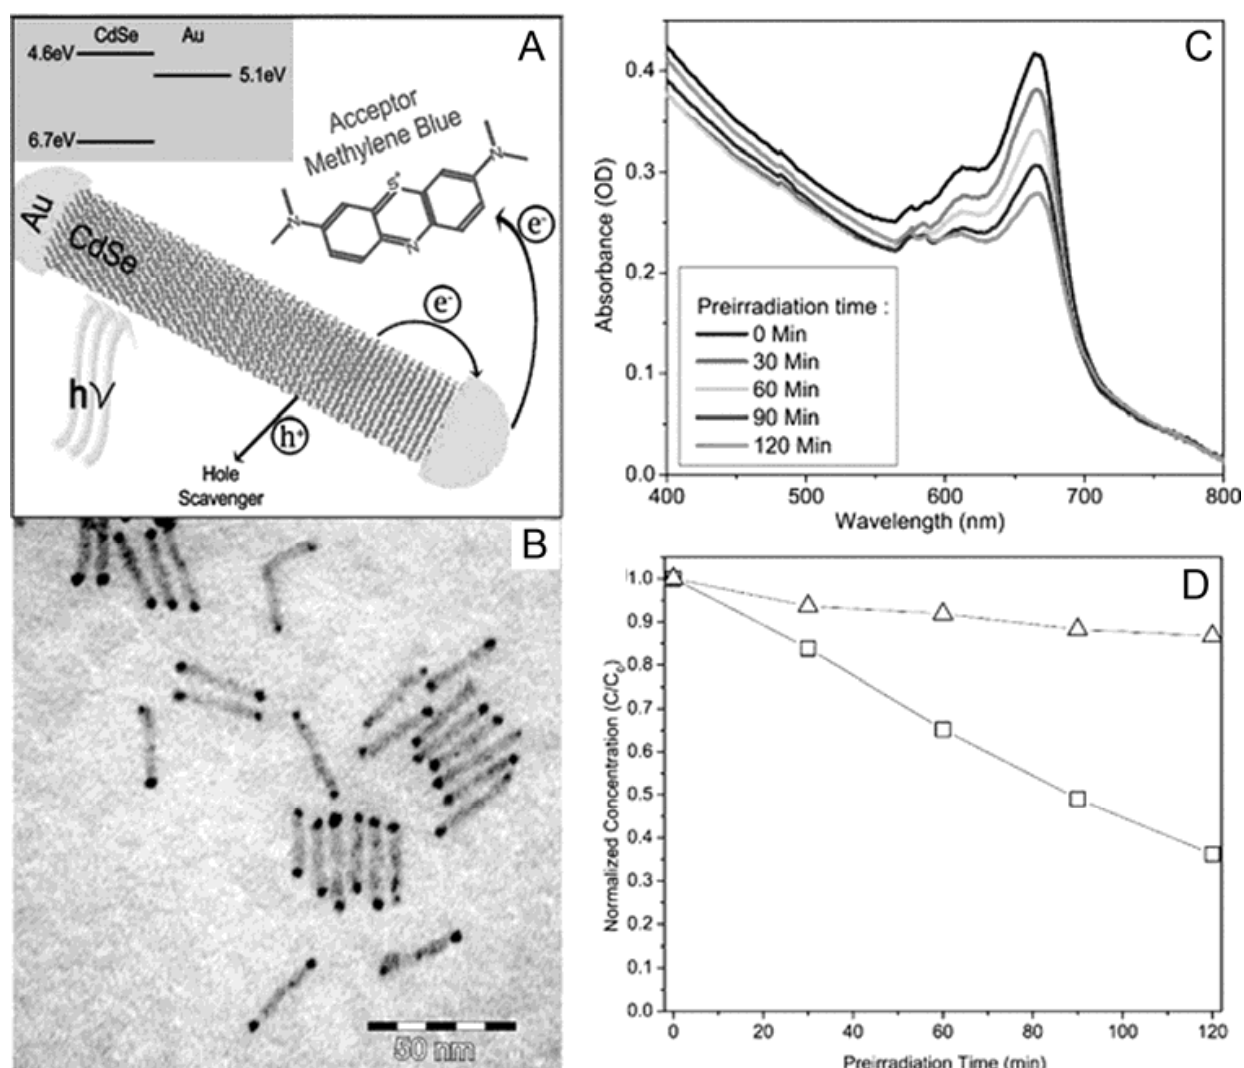 A
CdSe Au
4.6eV
5.1eV
6.7eV
Acceptor
Methylene Blue
N
S+
N
N
Au
CdSe
e-
e-
hν
h+
Hole
Scavenger
B
50 nm
C
0.4
0.3
0.2
0.1
0.0
Absorbance (OD)
Preirradiation time :
0 Min
30 Min
60 Min
90 Min
120 Min
400 500 600 700 800
Wavelength (nm)
D
1.0
0.9
0.8
0.7
0.6
0.5
0.4
0.3
0.2
0.1
0.0
Normalized Concentration (C/C0)
0 20 40 60 80 100 120
Preirradiation Time (min)